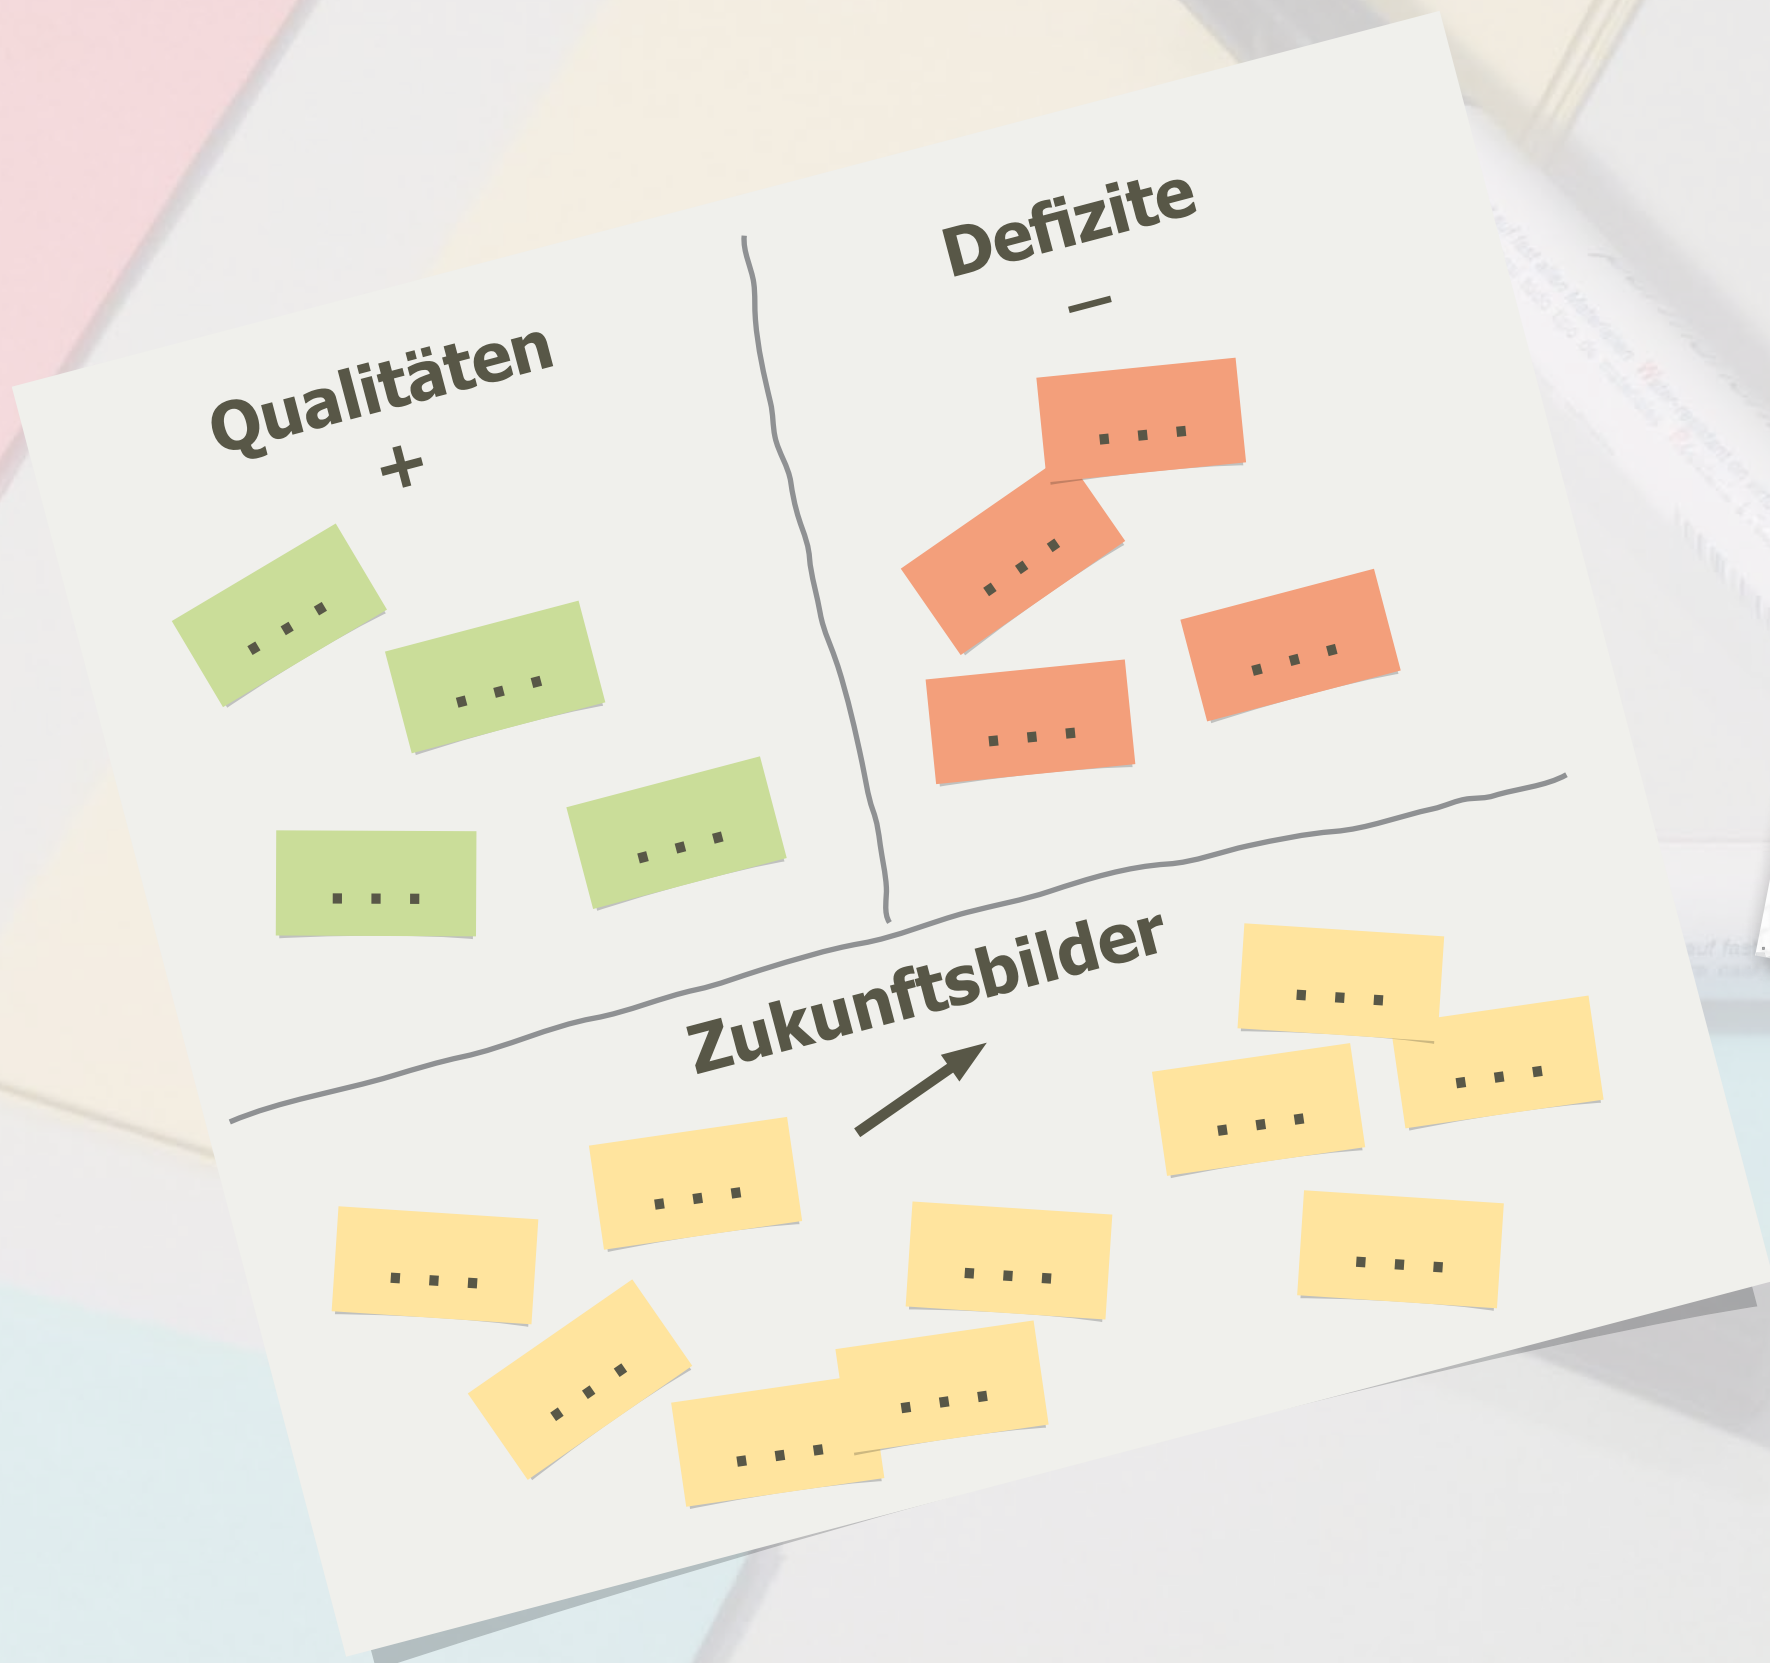 Qualitäten
+
Defizite
–
. . .
. . .
. . .
. . .
. . .
. . .
. . .
. . .
Zukunftsbilder
. . .
. . .
. . .
. . .
. . .
. . .
. . .
. . .
. . .
. . .